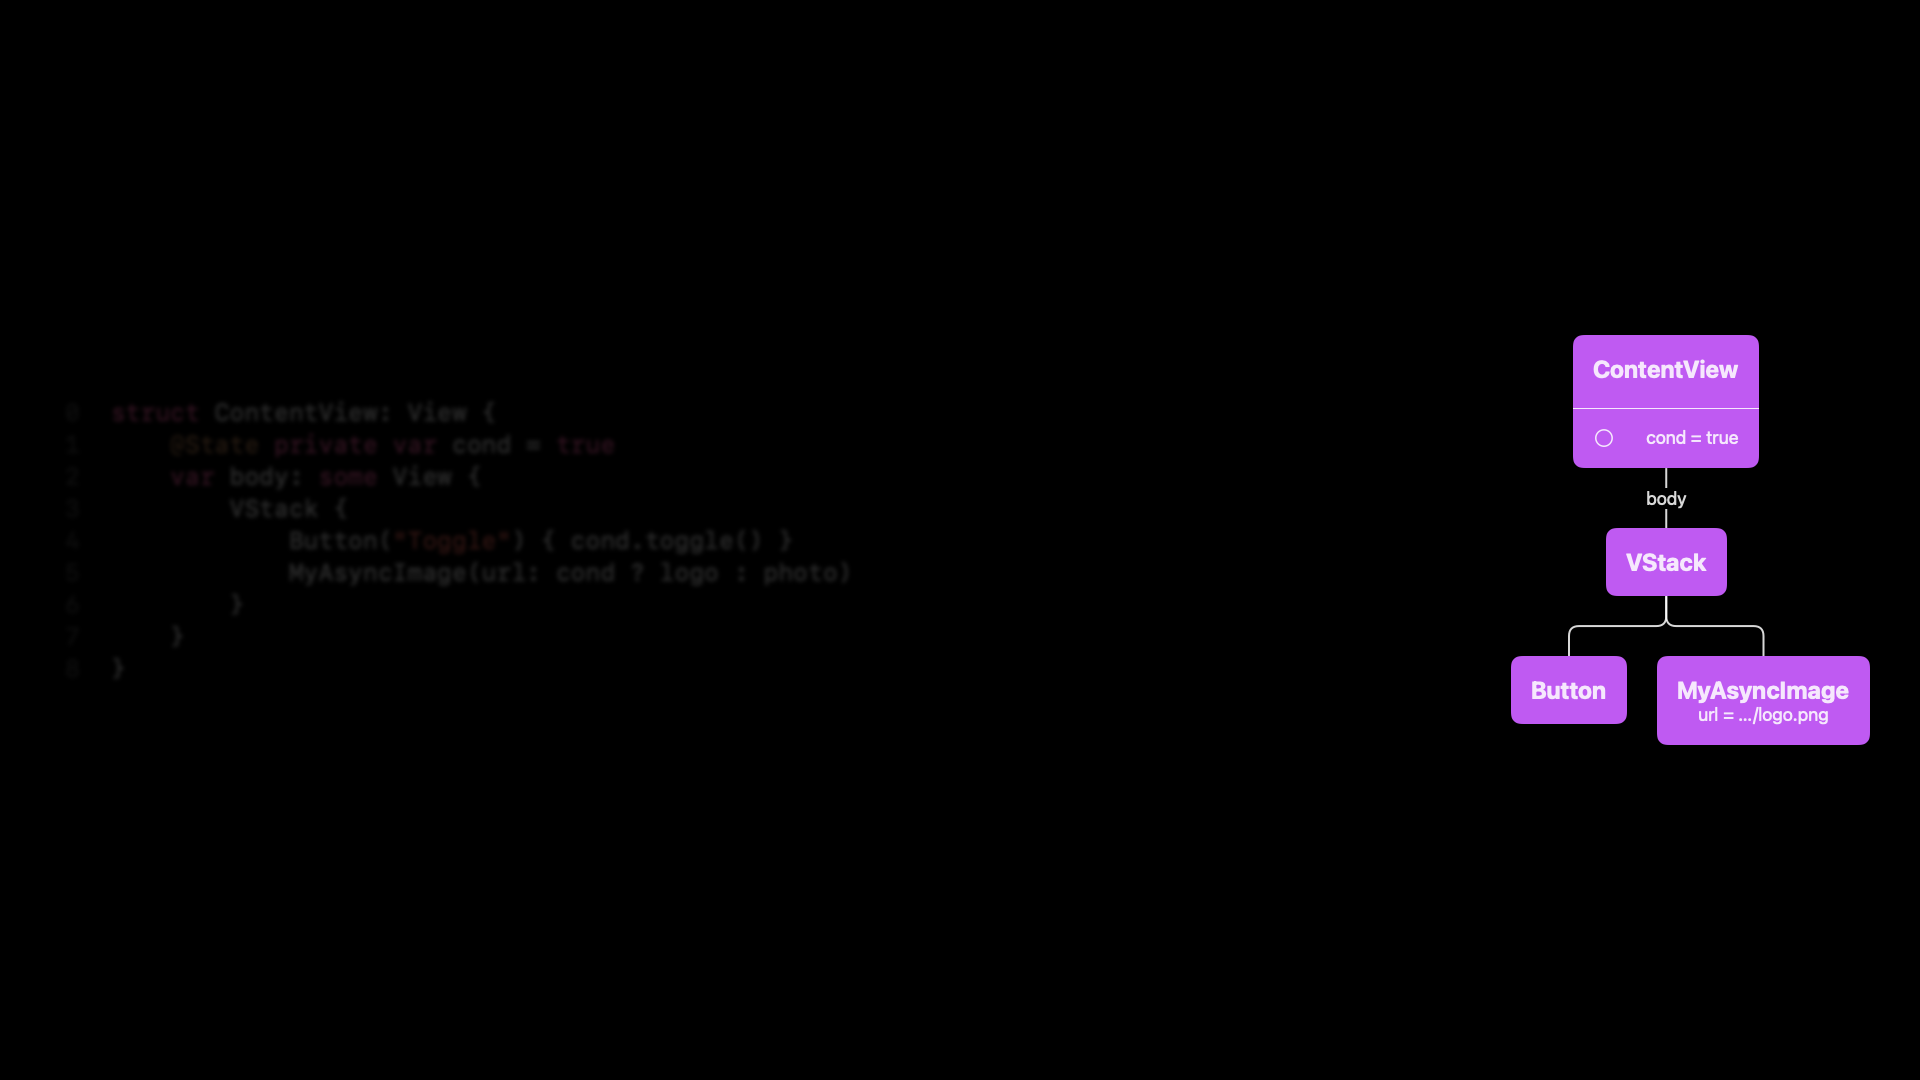 0 struct ContentView: View {
1     @State private var cond = true
2     var body: some View {
3         VStack {
4             Button("Toggle") { cond.toggle() }
5             MyAsyncImage(url: cond ? logo : photo)
6         }
7     }
8 }
ContentView
cond = true
body
VStack
Button
MyAsyncImage
url = .../logo.png